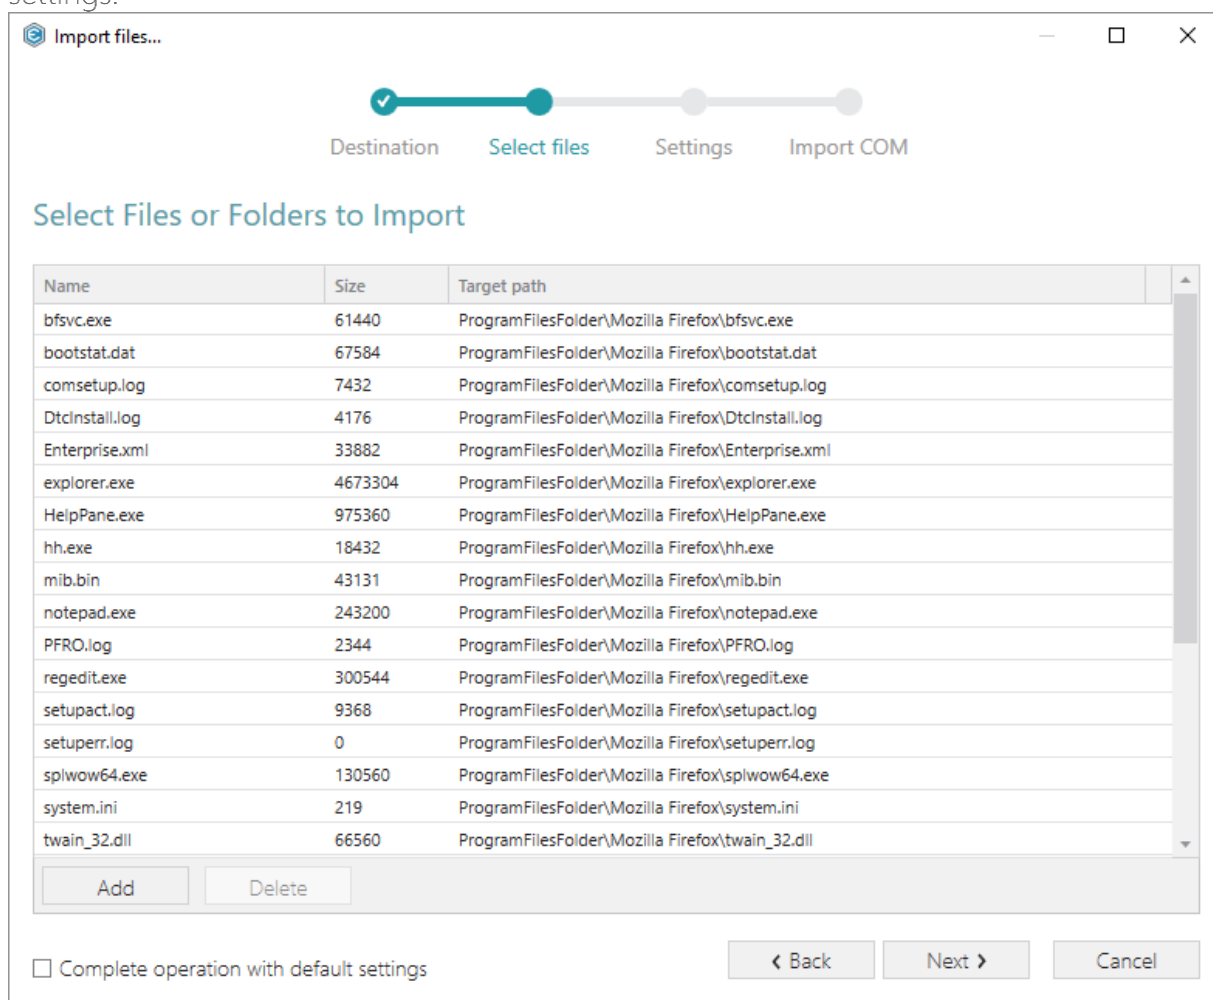 settings.
Import files...
Destination Select files Settings Import COM
Select Files or Folders to Import
Name Size Target path
bfsvc.exe 61440 ProgramFilesFolder\Mozilla Firefox\bfsvc.exe
bootstat.dat 67584 ProgramFilesFolder\Mozilla Firefox\bootstat.dat
comsetup.log 7432 ProgramFilesFolder\Mozilla Firefox\comsetup.log
DtcInstall.log 4176 ProgramFilesFolder\Mozilla Firefox\DtcInstall.log
Enterprise.xml 33882 ProgramFilesFolder\Mozilla Firefox\Enterprise.xml
explorer.exe 4673304 ProgramFilesFolder\Mozilla Firefox\explorer.exe
HelpPane.exe 975360 ProgramFilesFolder\Mozilla Firefox\HelpPane.exe
hh.exe 18432 ProgramFilesFolder\Mozilla Firefox\hh.exe
mib.bin 43131 ProgramFilesFolder\Mozilla Firefox\mib.bin
notepad.exe 243200 ProgramFilesFolder\Mozilla Firefox\notepad.exe
PFRO.log 2344 ProgramFilesFolder\Mozilla Firefox\PFRO.log
regedit.exe 300544 ProgramFilesFolder\Mozilla Firefox\regedit.exe
setupact.log 9368 ProgramFilesFolder\Mozilla Firefox\setupact.log
setuperr.log 0 ProgramFilesFolder\Mozilla Firefox\setuperr.log
splwow64.exe 130560 ProgramFilesFolder\Mozilla Firefox\splwow64.exe
system.ini 219 ProgramFilesFolder\Mozilla Firefox\system.ini
twain_32.dll 66560 ProgramFilesFolder\Mozilla Firefox\twain_32.dll
Add Delete
Complete operation with default settings
Back Next Cancel